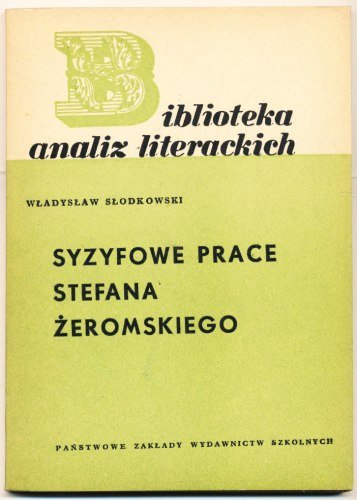 Biblioteka
analiz literackich
WŁADYSŁAW SŁODKOWSKI
SYZYFOWE PRACE
STEFANA
ŻEROMSKIEGO
PAŃSTWOWE ZAKŁADY WYDAWNICTW SZKOLNYCH